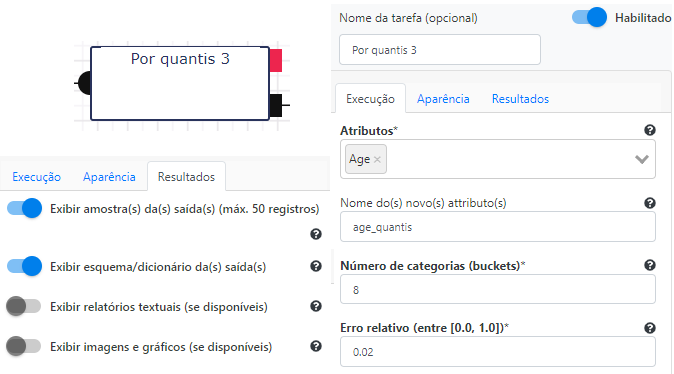 Por quantis 3
Execução
Aparência
Resultados
Exibir amostra(s) da(s) saída(s) (máx. 50 registros)
Exibir esquema/dicionário da(s) saída(s)
Exibir relatórios textuais (se disponíveis)
Exibir imagens e gráficos (se disponíveis)
Nome da tarefa (opcional)
Habilitado
Por quantis 3
Execução
Aparência
Resultados
Atributos*
Age ×
Nome do(s) novo(s) attributo(s)
age_quantis
Número de categorias (buckets)*
8
Erro relativo (entre [0.0, 1.0])*
0.02